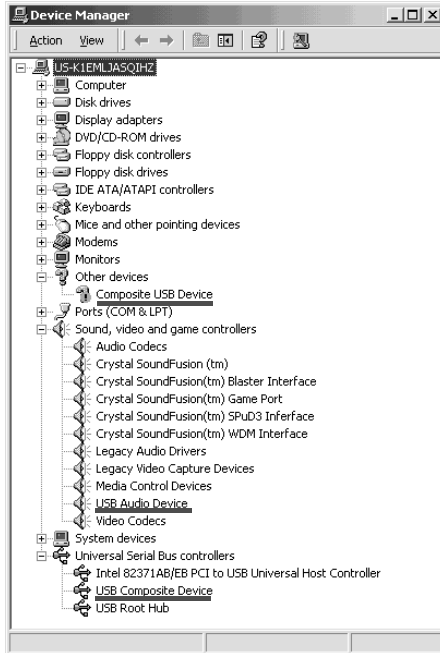 Device Manager
Action View
US-K1EMLJASQIHZ
Computer
Disk drives
Display adapters
DVD/CD-ROM drives
Floppy disk controllers
Floppy disk drives
IDE ATA/ATAPI controllers
Keyboards
Mice and other pointing devices
Modems
Monitors
Other devices
Composite USB Device
Ports (COM & LPT)
Sound, video and game controllers
Audio Codecs
Crystal SoundFusion (tm)
Crystal SoundFusion(tm) Blaster Interface
Crystal SoundFusion(tm) Game Port
Crystal SoundFusion(tm) SPuD3 Inferface
Crystal SoundFusion(tm) WDM Interface
Legacy Audio Drivers
Legacy Video Capture Devices
Media Control Devices
USB Audio Device
Video Codecs
System devices
Universal Serial Bus controllers
Intel 82371AB/EB PCI to USB Universal Host Controller
USB Composite Device
USB Root Hub